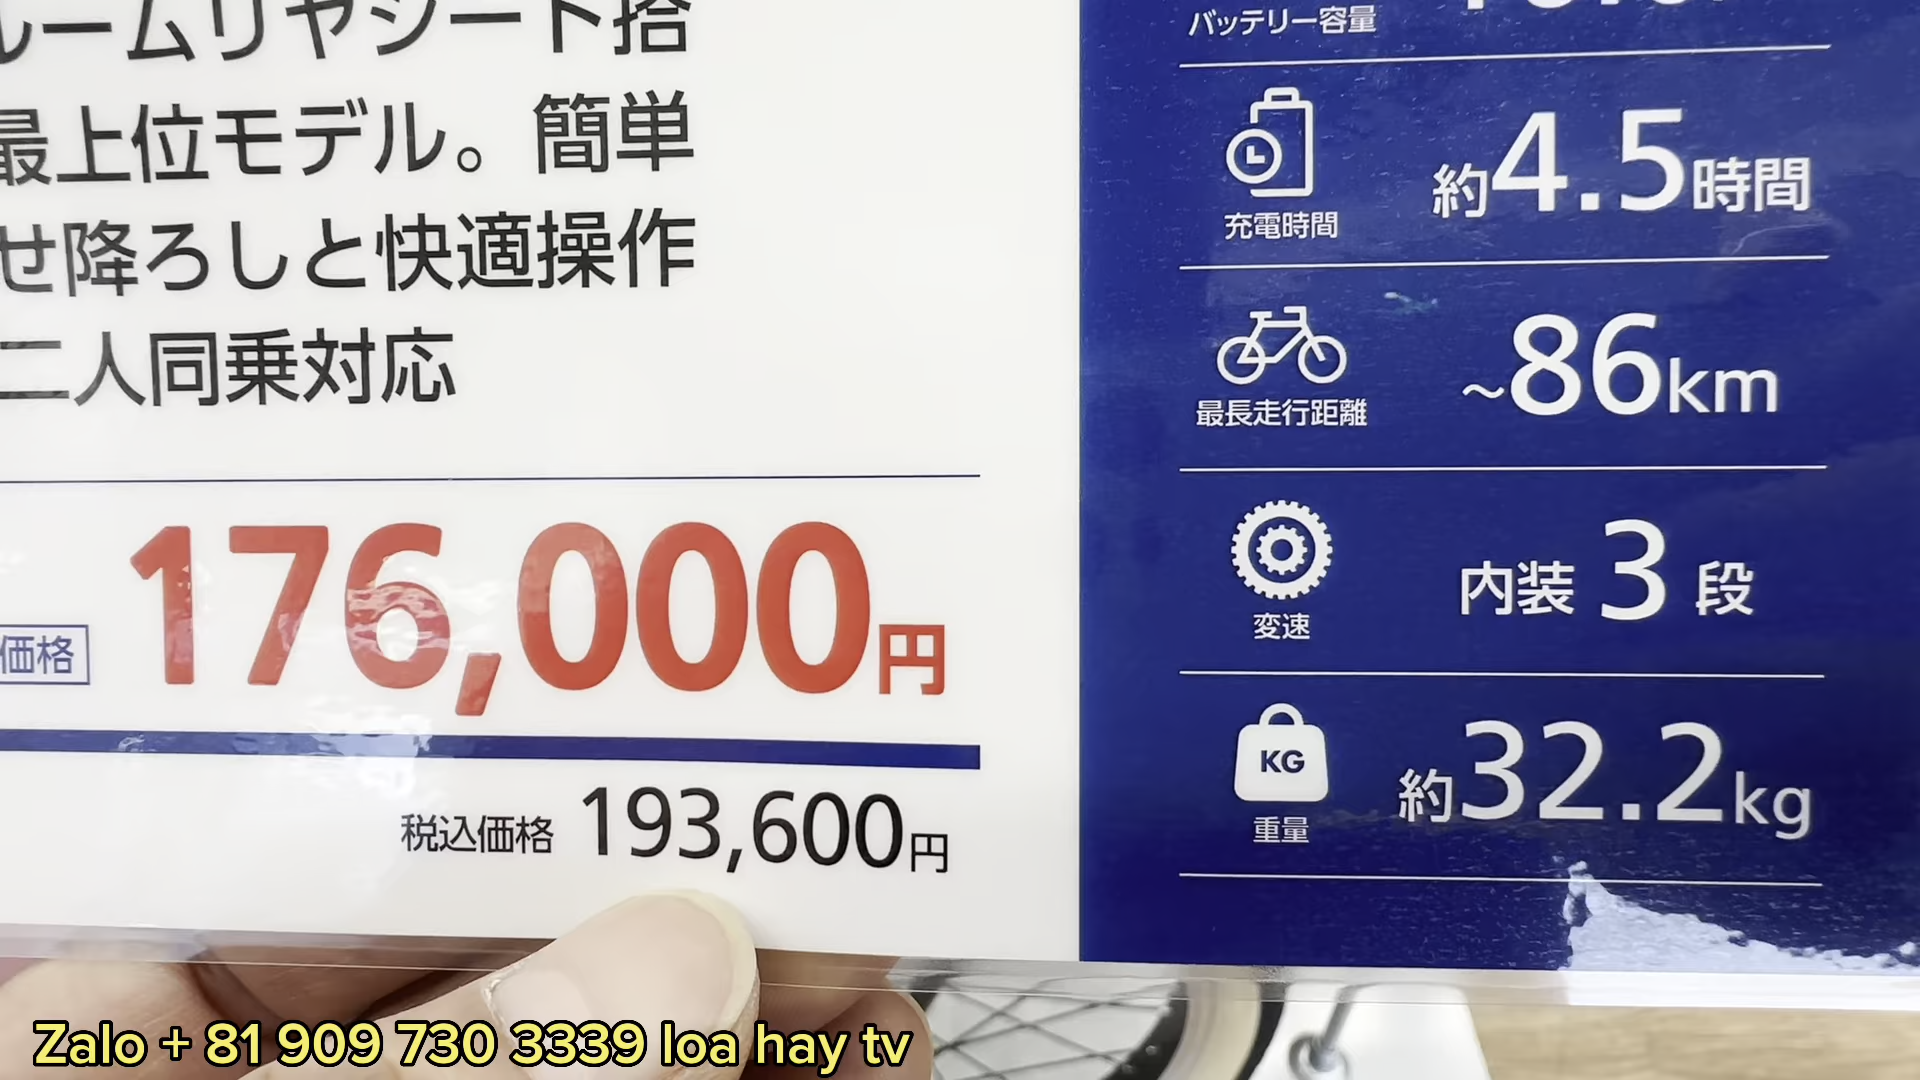 ルームリヤシート搭
最上位モデル。簡単
せ降ろしと快適操作
二人同乗対応
価格 176,000円
税込価格 193,600円
バッテリー容量
充電時間 約4.5時間
最長走行距離 ~86km
変速 内装3段
KG
重量 約32.2kg
Zalo + 81 909 730 3339 loa hay tv